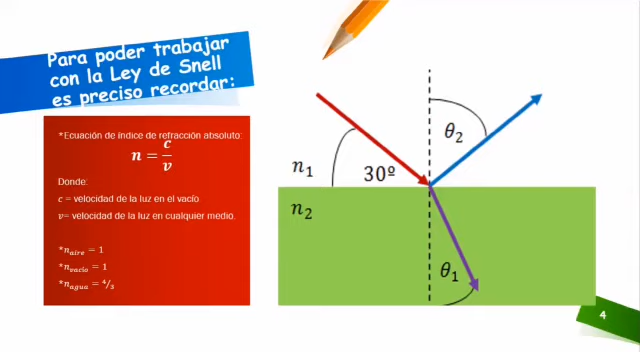 Para poder trabajar
con la Ley de Snell
es preciso recordar:
*Ecuación de índice de refracción absoluto:
n = c/v
Donde:
c = velocidad de la luz en el vacío
v= velocidad de la luz en cualquier medio.
*n_aire = 1
*n_vacío = 1
*n_agua = 4/3
θ₂
n₁
30º
n₂
θ₁
4